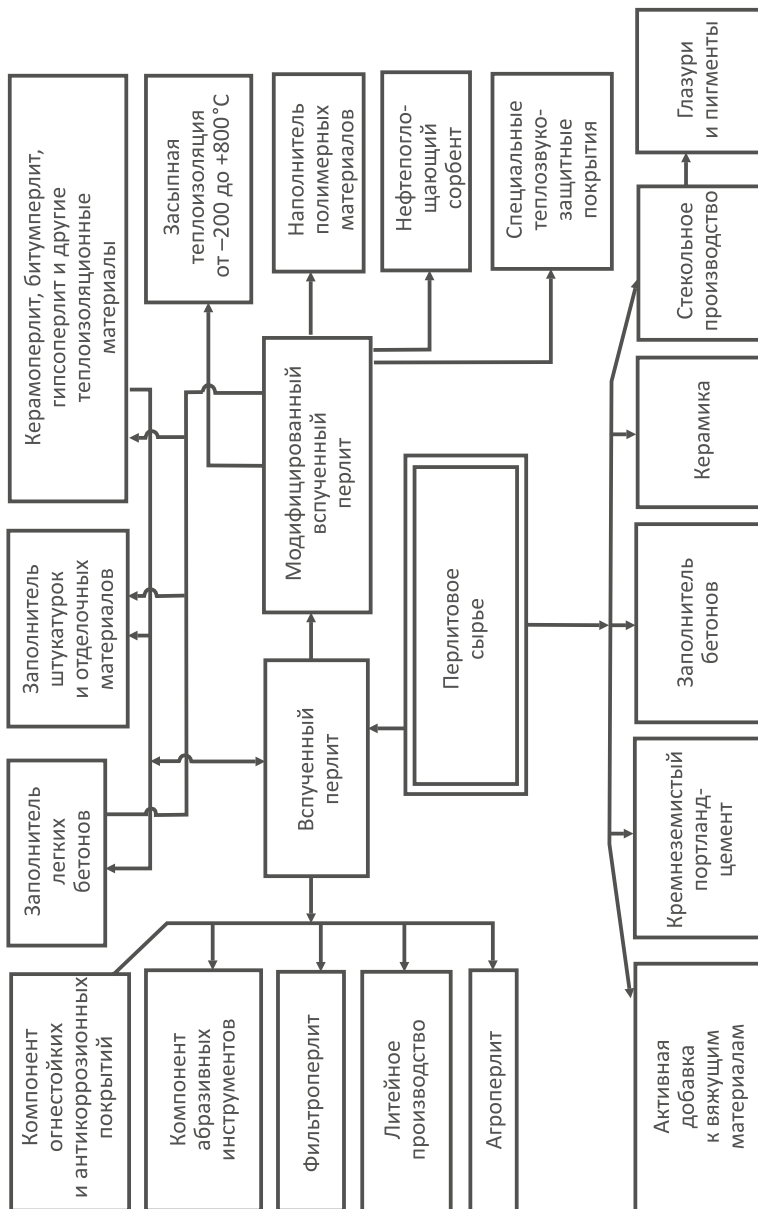 Компонент
огнестойких
и антикоррозионных
покрытий
Заполнитель
легких
бетонов
Заполнитель
штукатурок
и отделочных
материалов
Керамоперлит, битумперлит,
гипсоперлит и другие
теплоизоляционные
материалы
Компонент
абразивных
инструментов
Засыпная
теплоизоляция
от –200 до +800°С
Фильтроперлит
Вспученный
перлит
Модифицированный
вспученный
перлит
Наполнитель
полимерных
материалов
Литейное
производство
Нефтепогло-
щающий
сорбент
Агроперлит
Перлитовое
сырье
Специальные
теплозвуко-
защитные
покрытия
Активная
добавка
к вяжущим
материалам
Кремнеземистый
портланд-
цемент
Заполнитель
бетонов
Керамика
Стекольное
производство
Глазури
и пигменты